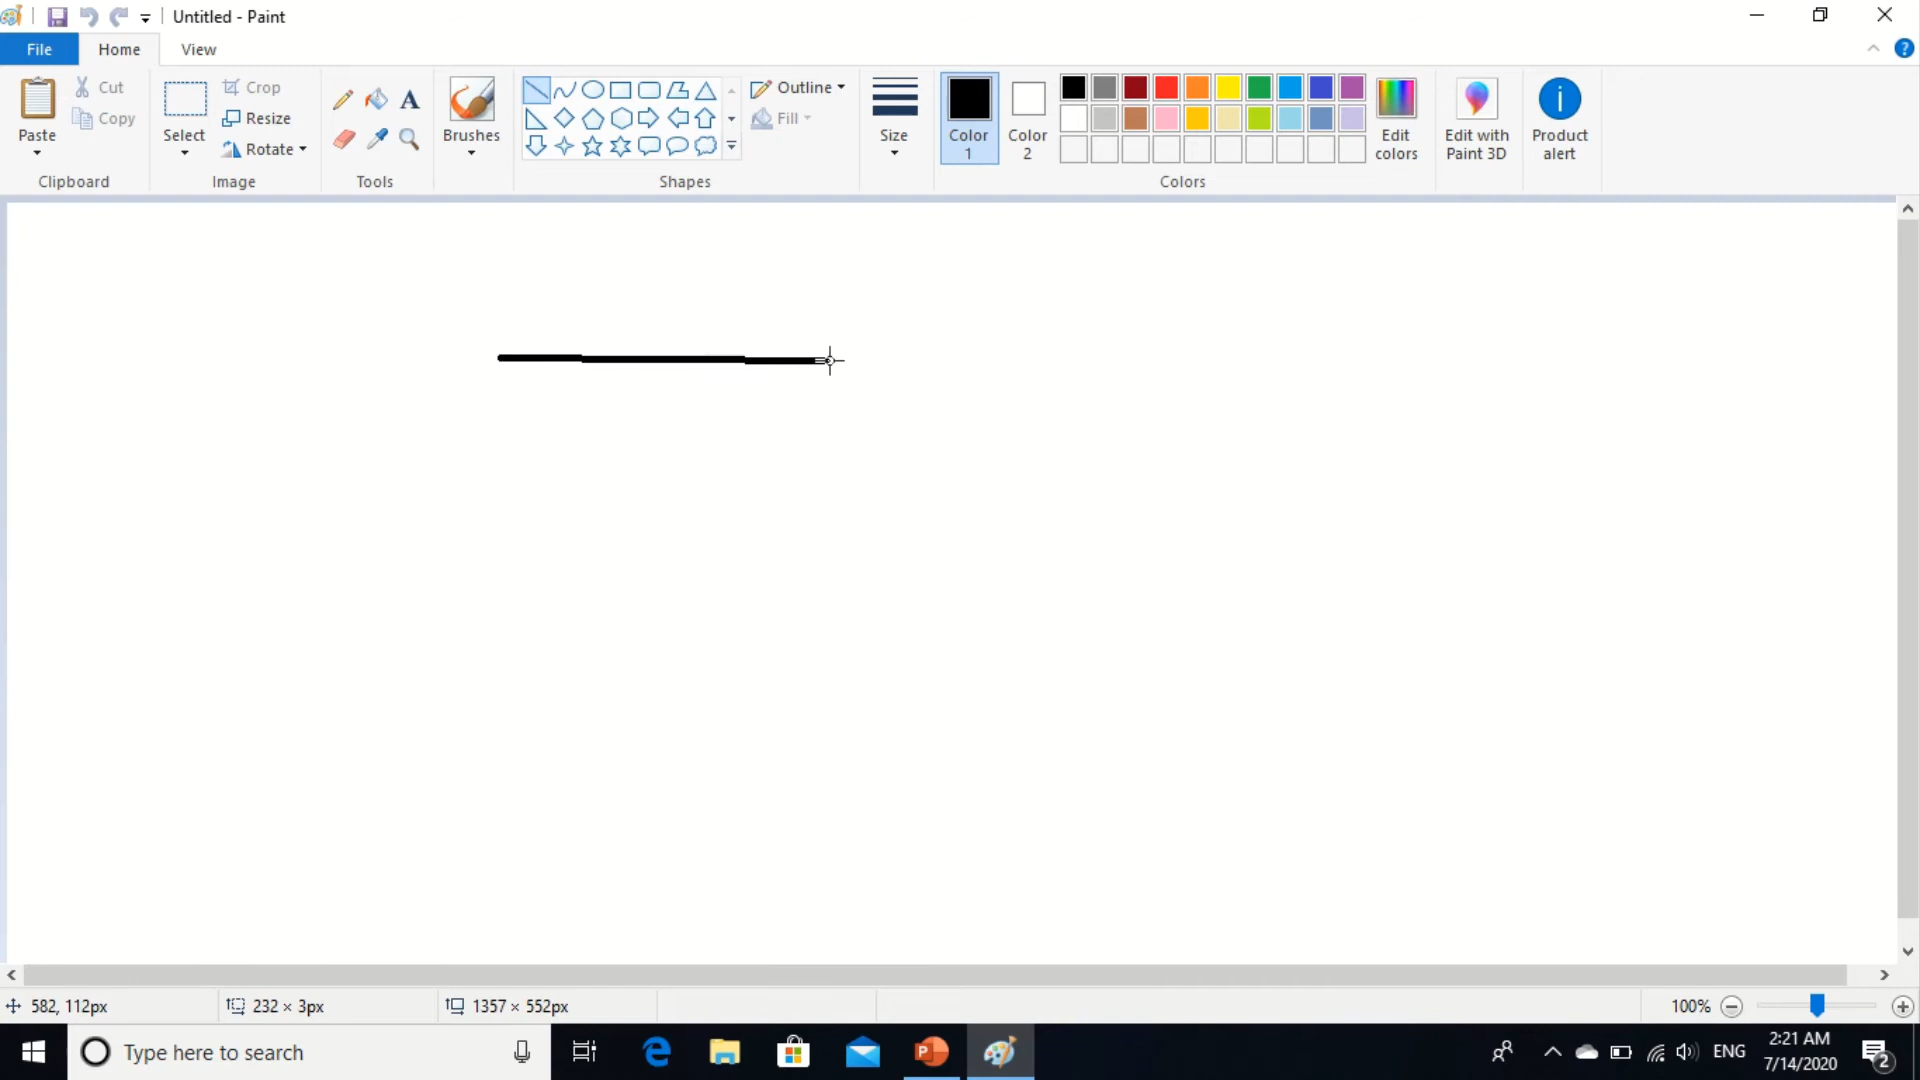 Untitled - Paint
File Home View
Paste
Cut
Copy
Clipboard
Select
Crop
Resize
Rotate
Image
A
Tools
Brushes
Shapes
Outline
Fill
Size
Color 1
Color 2
Colors
Edit colors
Edit with Paint 3D
Product alert
582, 112px 232 × 3px 1357 × 552px 100%
Type here to search
ENG
2:21 AM
7/14/2020
2